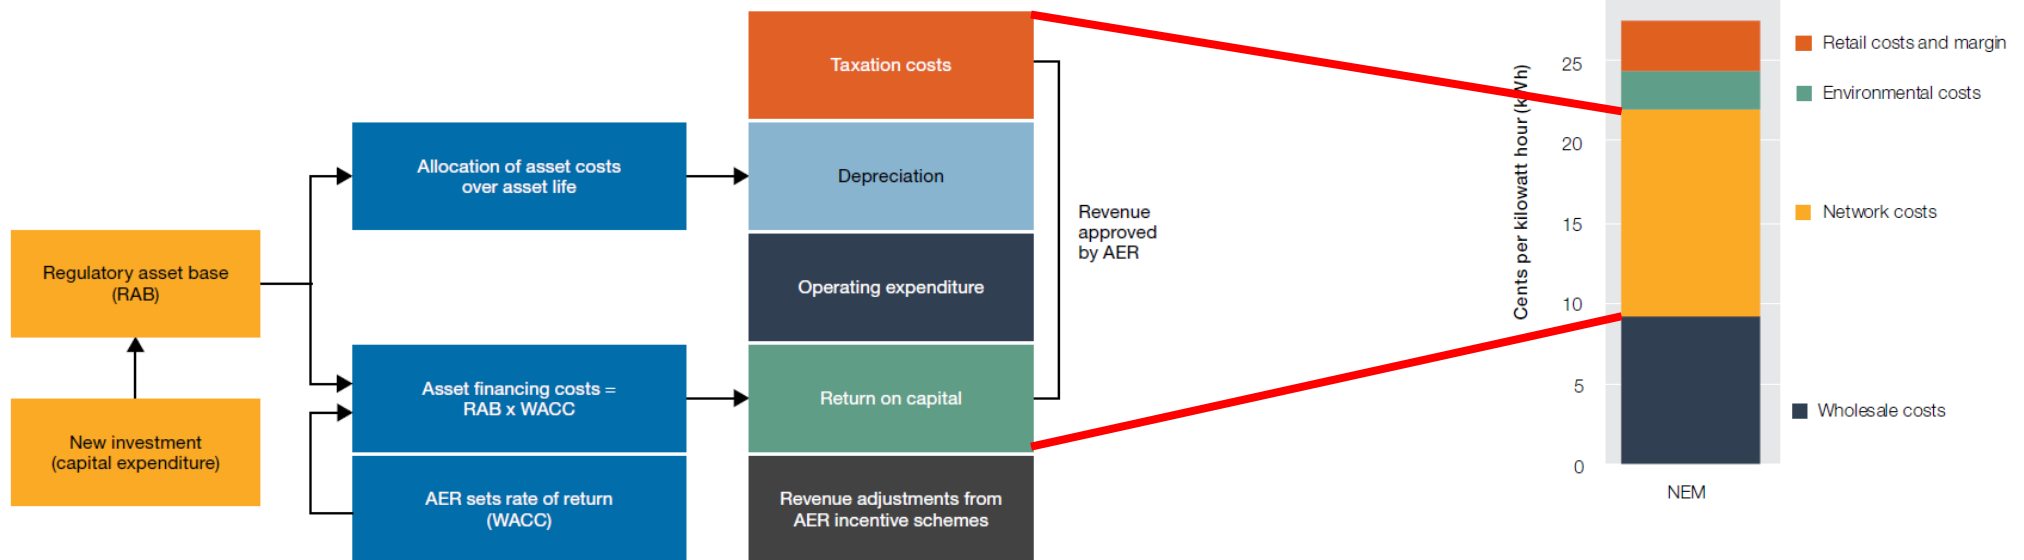 Regulatory asset base
(RAB)
New investment
(capital expenditure)
Allocation of asset costs
over asset life
Asset financing costs =
RAB x WACC
AER sets rate of return
(WACC)
Taxation costs
Depreciation
Operating expenditure
Return on capital
Revenue adjustments from
AER incentive schemes
Revenue
approved
by AER
Cents per kilowatt hour (kWh)
25
20
15
10
5
0
NEM
Retail costs and margin
Environmental costs
Network costs
Wholesale costs